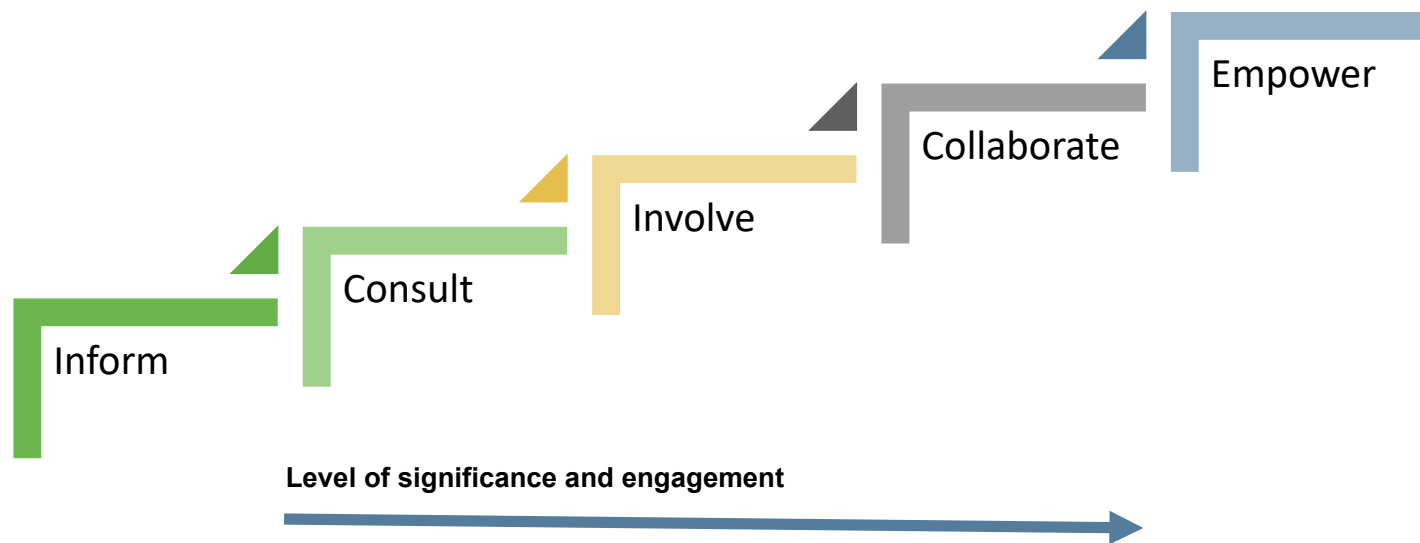 Inform
Consult
Involve
Collaborate
Empower
Level of significance and engagement